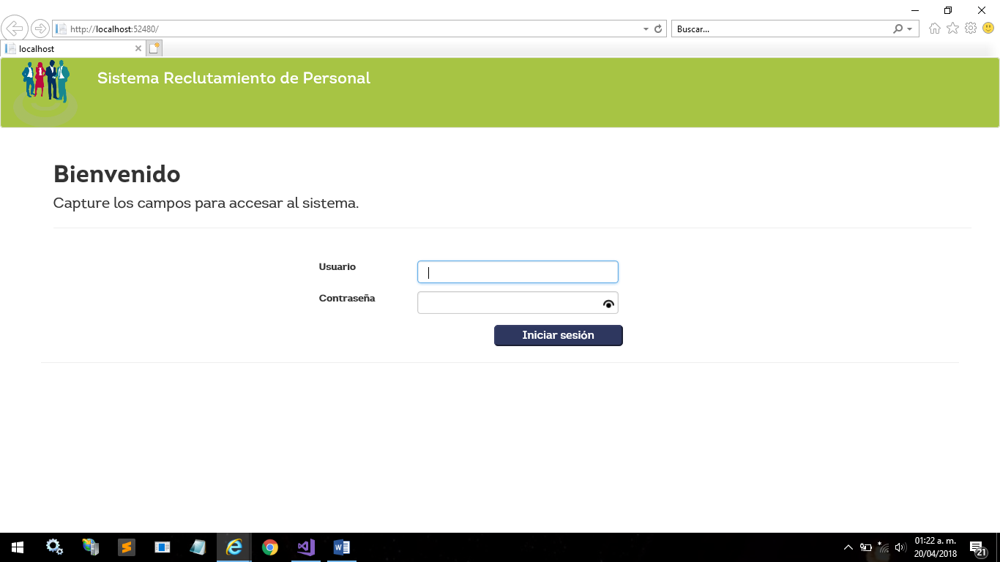 http://localhost:52480/
Buscar...
localhost
Sistema Reclutamiento de Personal
Bienvenido
Capture los campos para accesar al sistema.
Usuario
Contraseña
Iniciar sesión
01:22 a. m.
20/04/2018
21